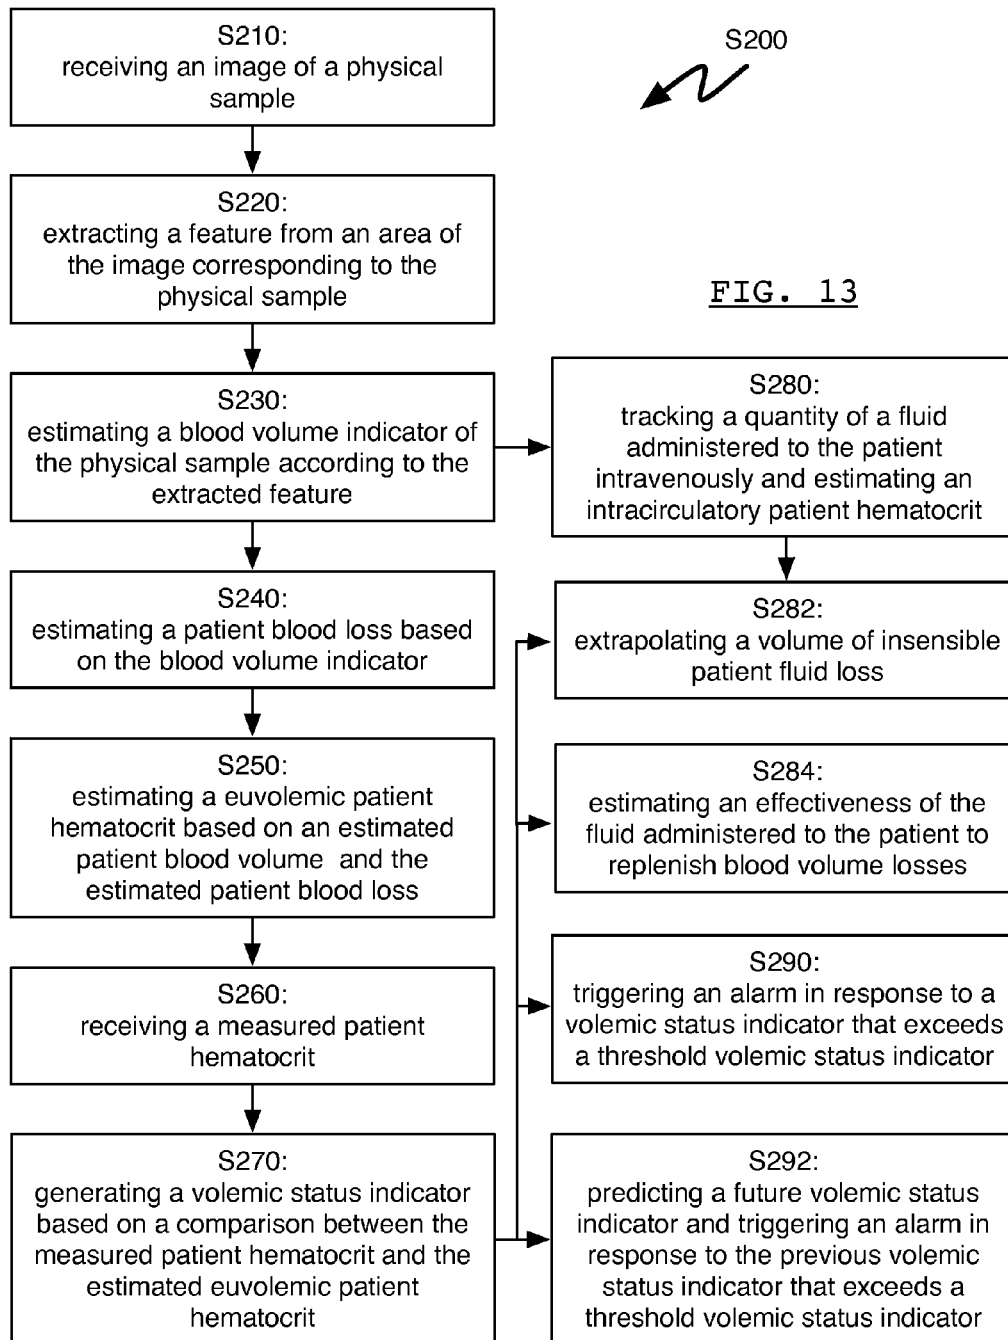 S210:
receiving an image of a physical
sample
S200
S220:
extracting a feature from an area of
the image corresponding to the
physical sample
FIG. 13
S230:
estimating a blood volume indicator of
the physical sample according to the
extracted feature
S280:
tracking a quantity of a fluid
administered to the patient
intravenously and estimating an
intracirculatory patient hematocrit
S240:
estimating a patient blood loss based
on the blood volume indicator
S282:
extrapolating a volume of insensible
patient fluid loss
S250:
estimating a euvolemic patient
hematocrit based on an estimated
patient blood volume and the
estimated patient blood loss
S284:
estimating an effectiveness of the
fluid administered to the patient to
replenish blood volume losses
S260:
receiving a measured patient
hematocrit
S290:
triggering an alarm in response to a
volemic status indicator that exceeds
a threshold volemic status indicator
S270:
generating a volemic status indicator
based on a comparison between the
measured patient hematocrit and the
estimated euvolemic patient
hematocrit
S292:
predicting a future volemic status
indicator and triggering an alarm in
response to the previous volemic
status indicator that exceeds a
threshold volemic status indicator